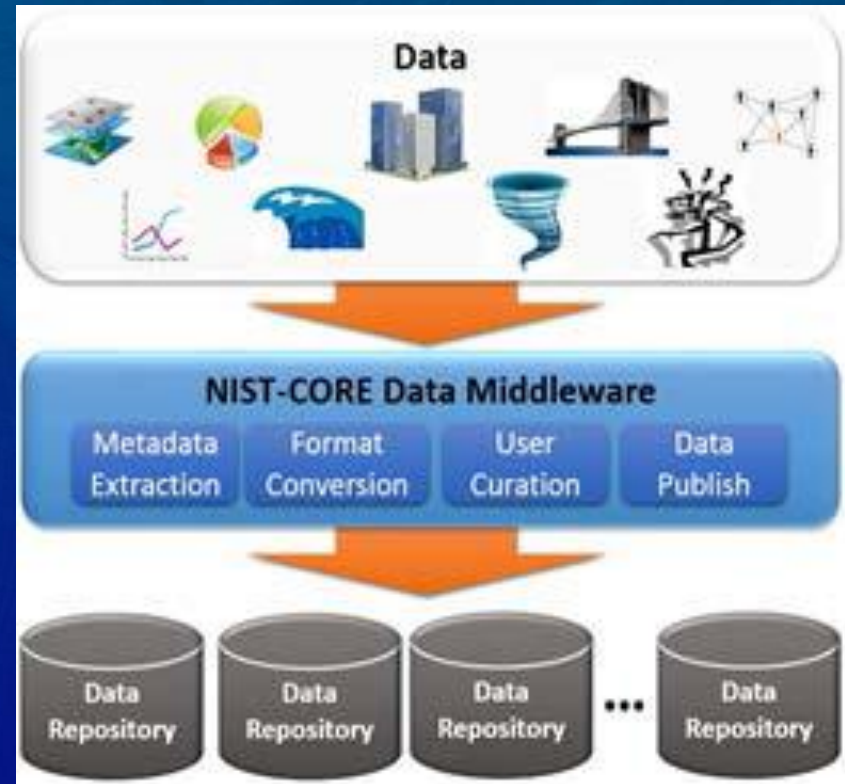 Data
NIST-CORE Data Middleware
Metadata
Extraction
Format
Conversion
User
Curation
Data
Publish
Data
Repository
Data
Repository
Data
Repository
...
Data
Repository